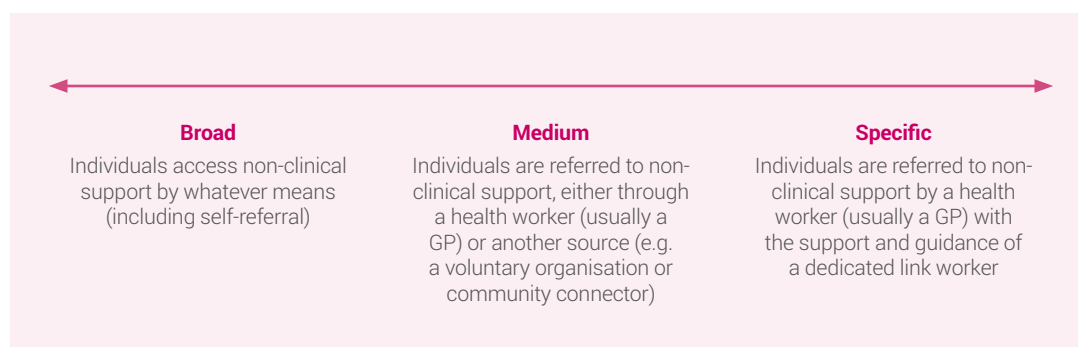 Broad
Individuals access non-clinical
support by whatever means
(including self-referral)
Medium
Individuals are referred to non-
clinical support, either through
a health worker (usually a
GP) or another source (e.g.
a voluntary organisation or
community connector)
Specific
Individuals are referred to non-
clinical support by a health
worker (usually a GP) with
the support and guidance of
a dedicated link worker